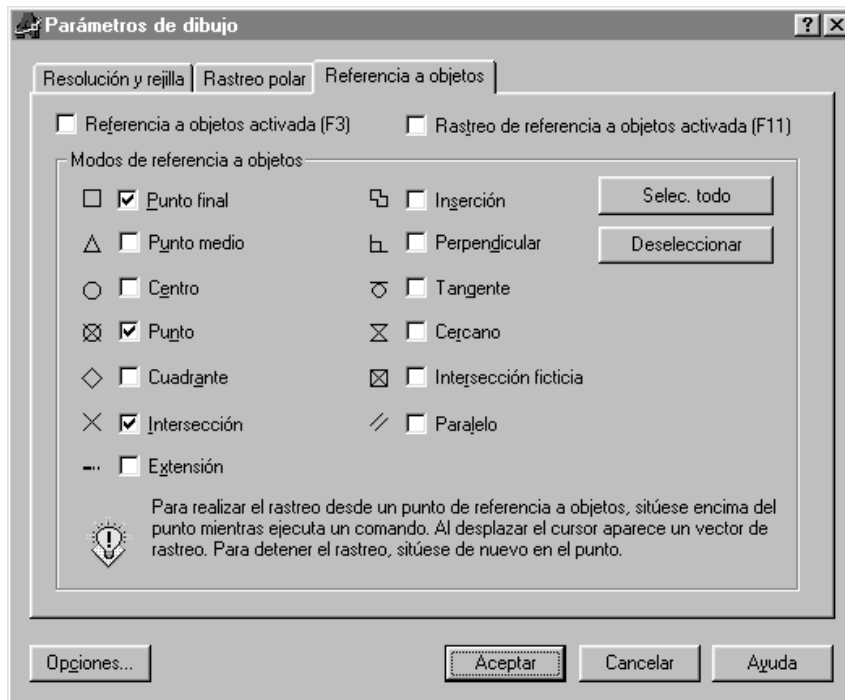 Parámetros de dibujo
Resolución y rejilla
Rastreo polar
Referencia a objetos
Referencia a objetos activada (F3)
Rastreo de referencia a objetos activada (F11)
Modos de referencia a objetos
Punto final
Inserción
Selec. todo
Punto medio
Perpendicular
Deseleccionar
Centro
Tangente
Punto
Cercano
Cuadrante
Intersección ficticia
Intersección
Paralelo
Extensión
Para realizar el rastreo desde un punto de referencia a objetos, sitúese encima del
punto mientras ejecuta un comando. Al desplazar el cursor aparece un vector de
rastreo. Para detener el rastreo, sitúese de nuevo en el punto.
Opciones...
Aceptar
Cancelar
Ayuda